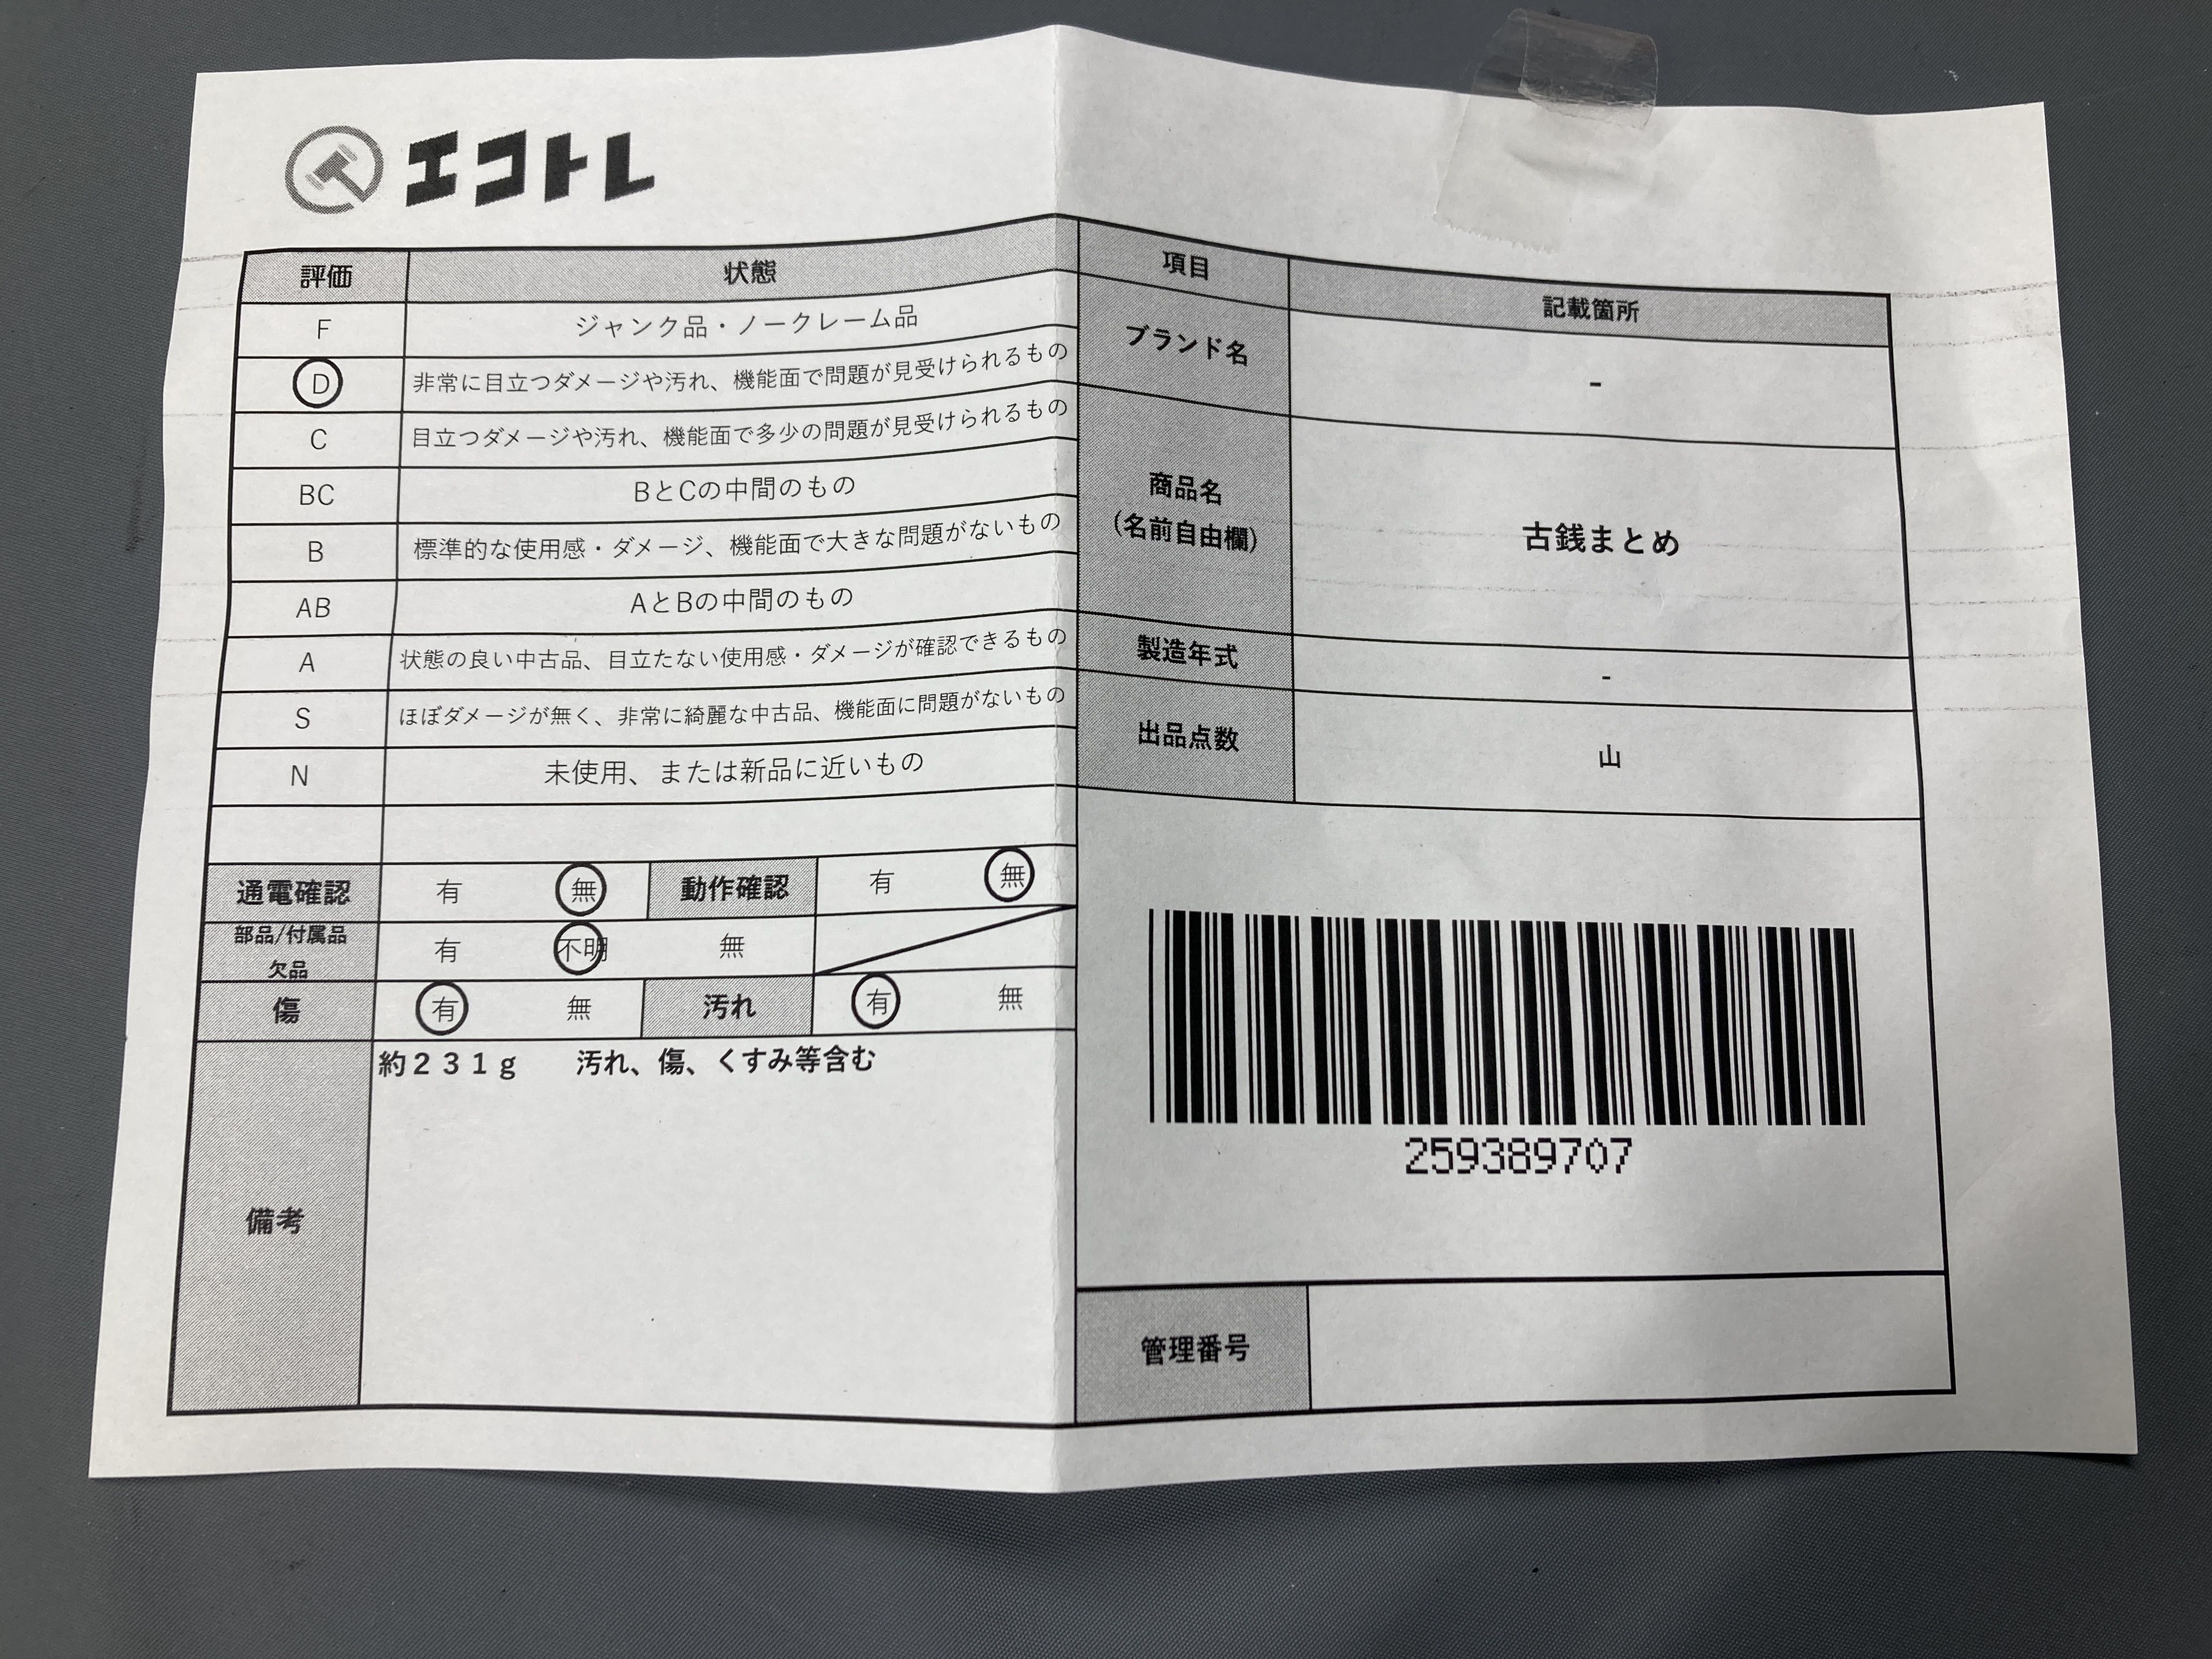 エコトレ
評価 状態
F ジャンク品・ノークレーム品
D 非常に目立つダメージや汚れ、機能面で問題が見受けられるもの
C 目立つダメージや汚れ、機能面で多少の問題が見受けられるもの
BC BとCの中間のもの
B 標準的な使用感・ダメージ、機能面で大きな問題がないもの
AB AとBの中間のもの
A 状態の良い中古品、目立たない使用感・ダメージが確認できるもの
S ほぼダメージが無く、非常に綺麗な中古品、機能面に問題がないもの
N 未使用、または新品に近いもの
通電確認 有 無 動作確認 有 無
部品/付属品
欠品 有 不明 無
傷 有 無 汚れ 有 無
備考 約231g 汚れ、傷、くすみ等含む
項目 記載箇所
ブランド名 -
商品名
(名前自由欄) 古銭まとめ
製造年式 -
出品点数 山
259389707
管理番号